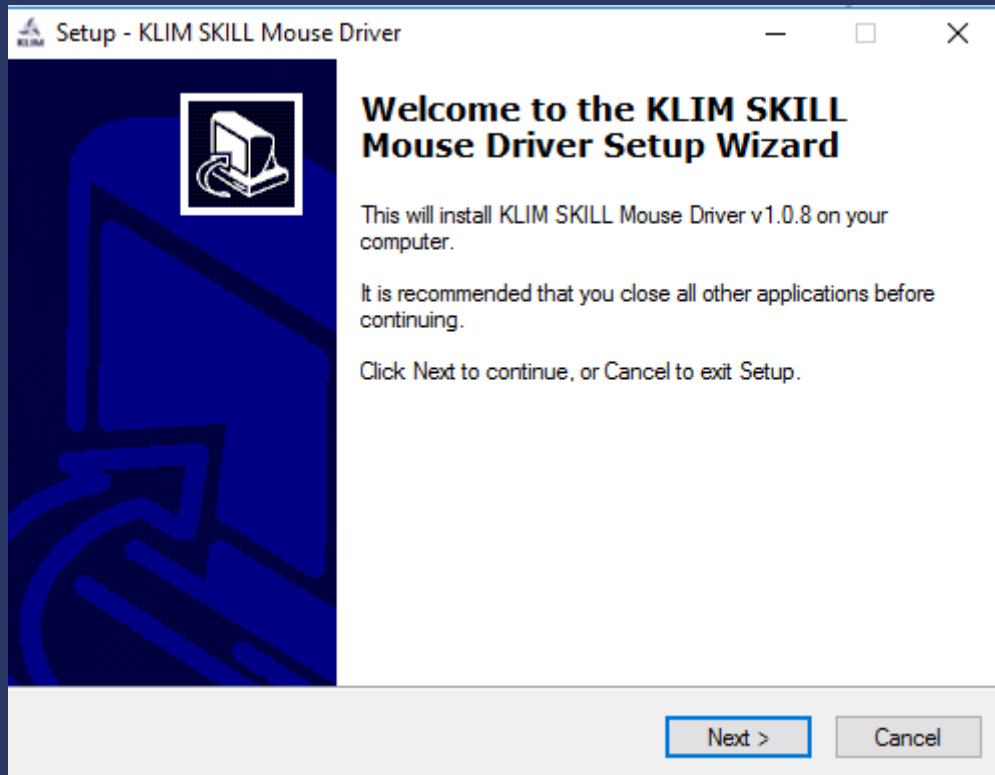 KLIM
Setup - KLIM SKILL Mouse Driver
Welcome to the KLIM SKILL
Mouse Driver Setup Wizard
This will install KLIM SKILL Mouse Driver v1.0.8 on your
computer.
It is recommended that you close all other applications before
continuing.
Click Next to continue, or Cancel to exit Setup.
Next >
Cancel